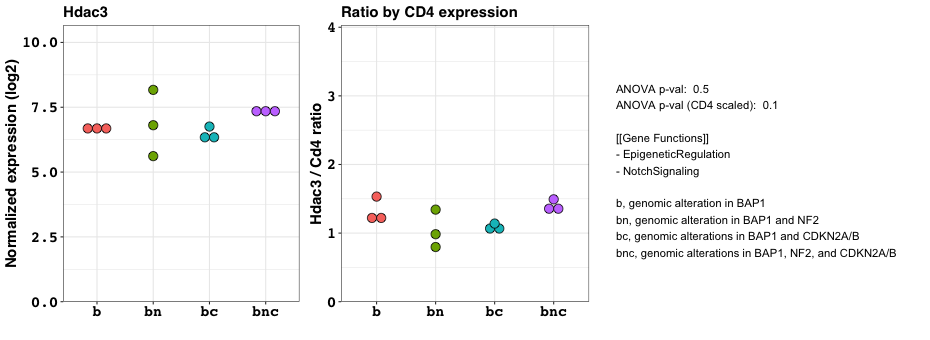 Hdac3
Normalized expression (log2)
10.0
7.5
5.0
2.5
0.0
b bn bc bnc
Ratio by CD4 expression
Hdac3 / Cd4 ratio
4
3
2
1
0
b bn bc bnc
ANOVA p-val: 0.5
ANOVA p-val (CD4 scaled): 0.1
[[Gene Functions]]
- EpigeneticRegulation
- NotchSignaling
b, genomic alteration in BAP1
bn, genomic alteration in BAP1 and NF2
bc, genomic alterations in BAP1 and CDKN2A/B
bnc, genomic alterations in BAP1, NF2, and CDKN2A/B